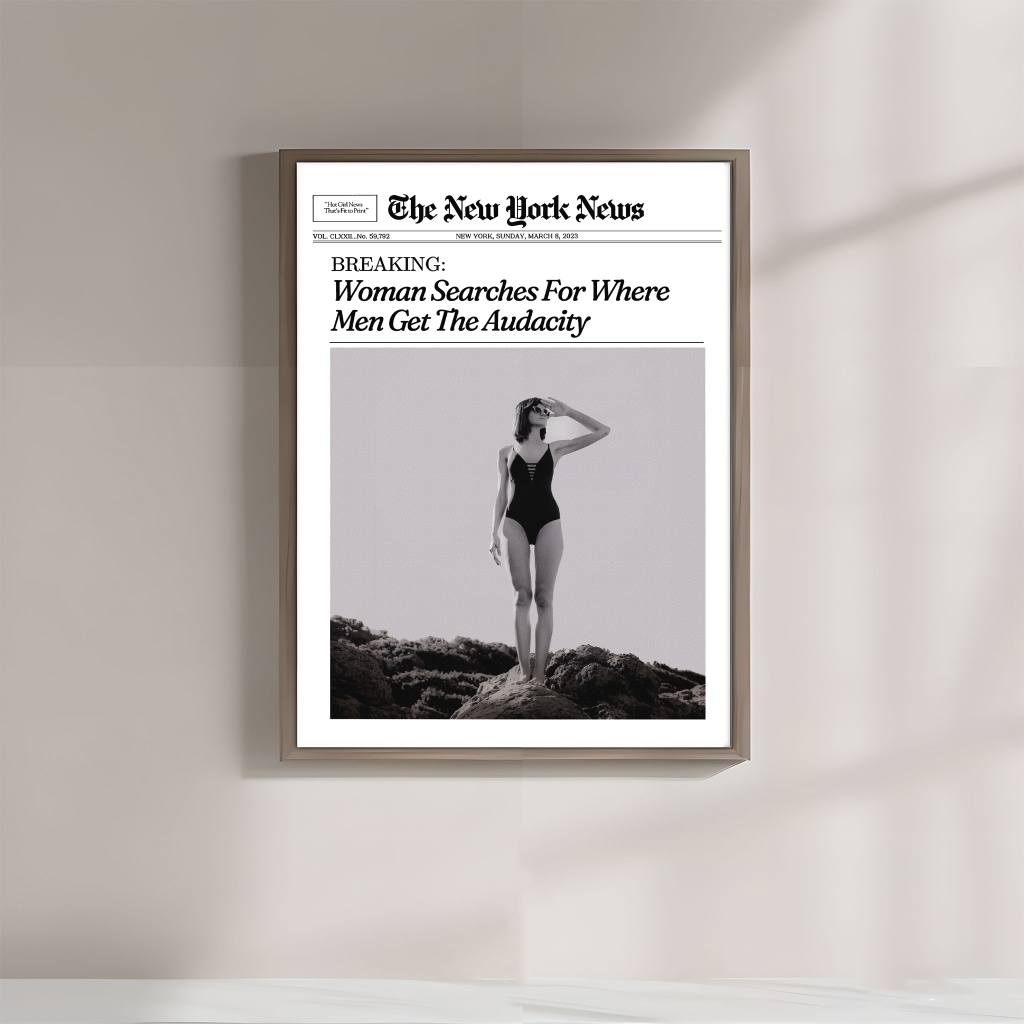 "Hot Girl News
That's Fit to Print"
The New York News
VOL. CLXXII...No. 59,792
NEW YORK, SUNDAY, MARCH 8, 2023
BREAKING:
Woman Searches For Where
Men Get The Audacity